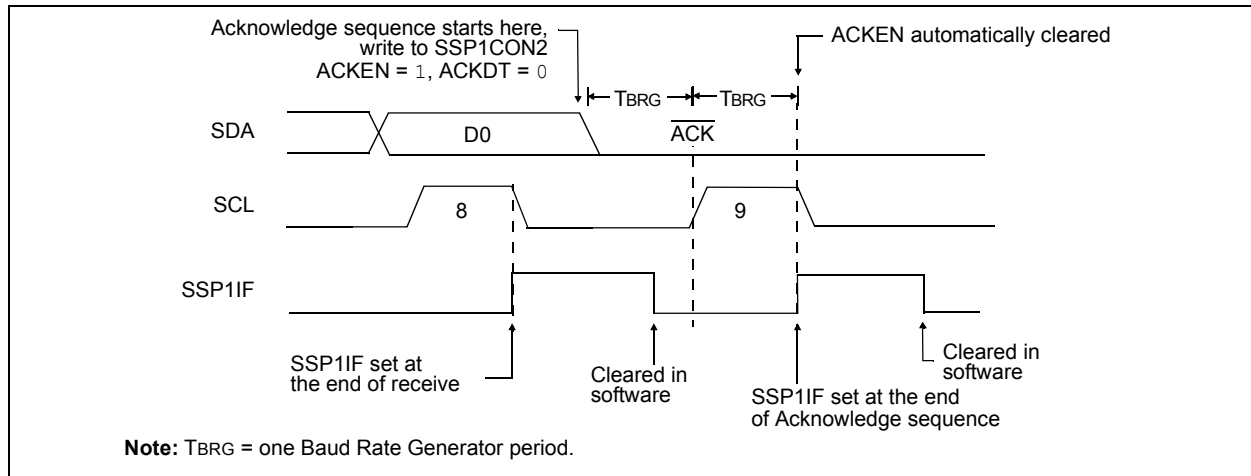 Acknowledge sequence starts here,
write to SSP1CON2
ACKEN = 1, ACKDT = 0
ACKEN automatically cleared
TBRG
TBRG
SDA
D0
ACK
SCL
8
9
SSP1IF
SSP1IF set at
the end of receive
Cleared in
software
SSP1IF set at the end
of Acknowledge sequence
Cleared in
software
Note: TBRG = one Baud Rate Generator period.